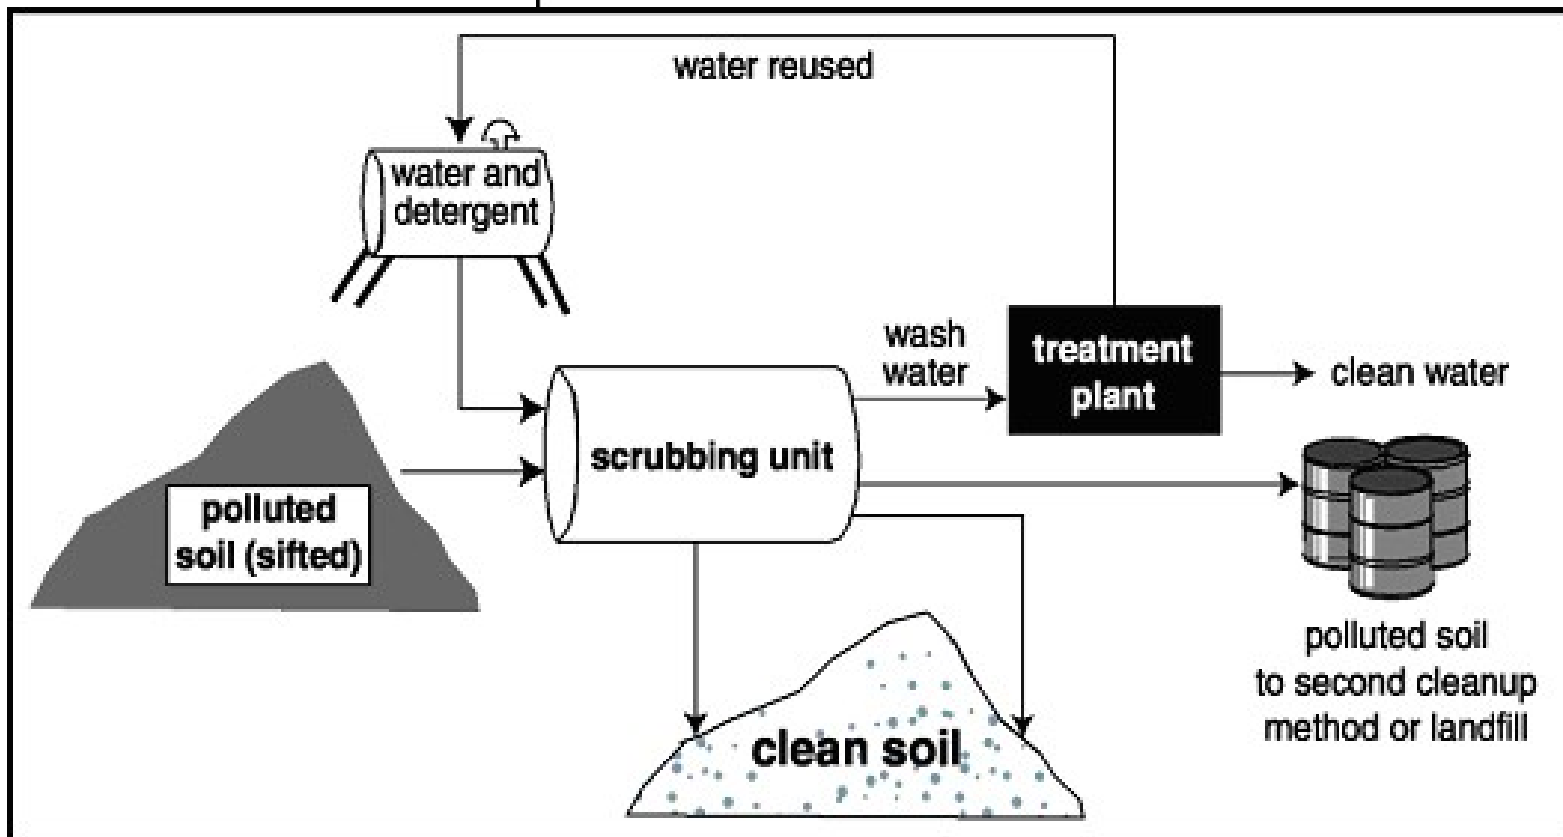 water reused
water and
detergent
wash
water
treatment
plant
clean water
scrubbing unit
polluted
soil (sifted)
polluted soil
to second cleanup
method or landfill
clean soil